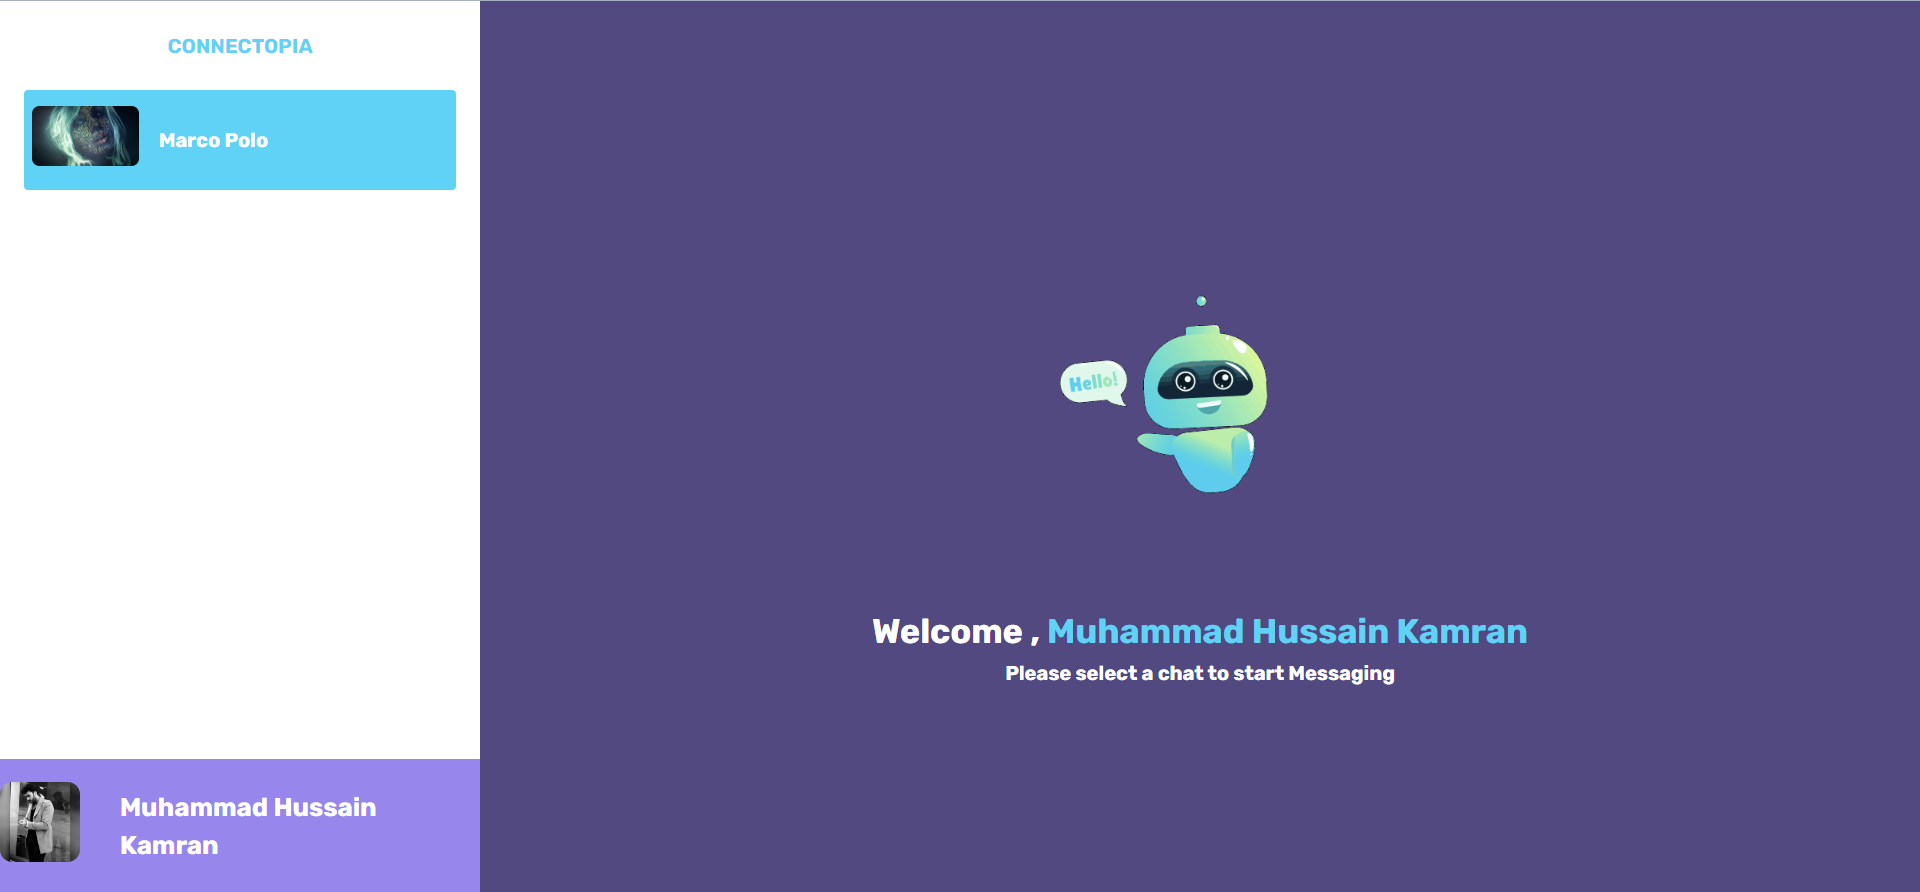 CONNECTOPIA
Marco Polo
Hello!
Welcome , Muhammad Hussain Kamran
Please select a chat to start Messaging
Muhammad Hussain
Kamran